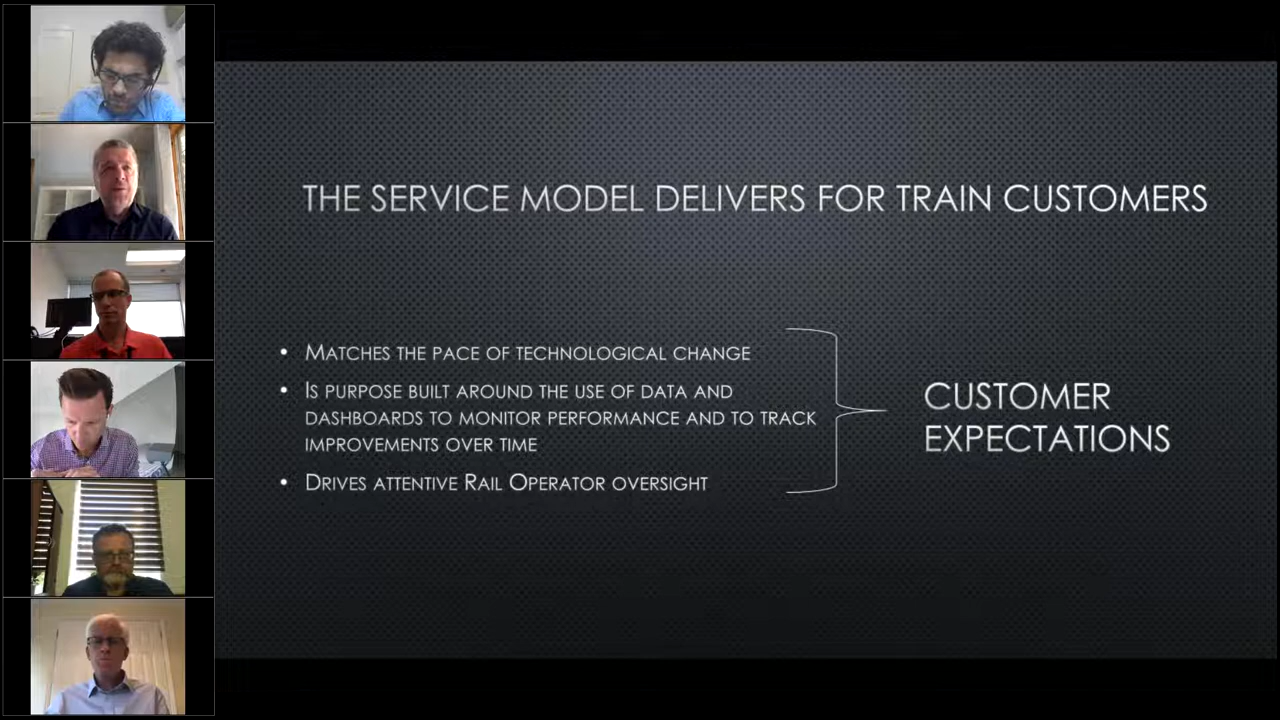 THE SERVICE MODEL DELIVERS FOR TRAIN CUSTOMERS
• MATCHES THE PACE OF TECHNOLOGICAL CHANGE
• IS PURPOSE BUILT AROUND THE USE OF DATA AND
DASHBOARDS TO MONITOR PERFORMANCE AND TO TRACK
IMPROVEMENTS OVER TIME
• DRIVES ATTENTIVE RAIL OPERATOR OVERSIGHT
CUSTOMER
EXPECTATIONS